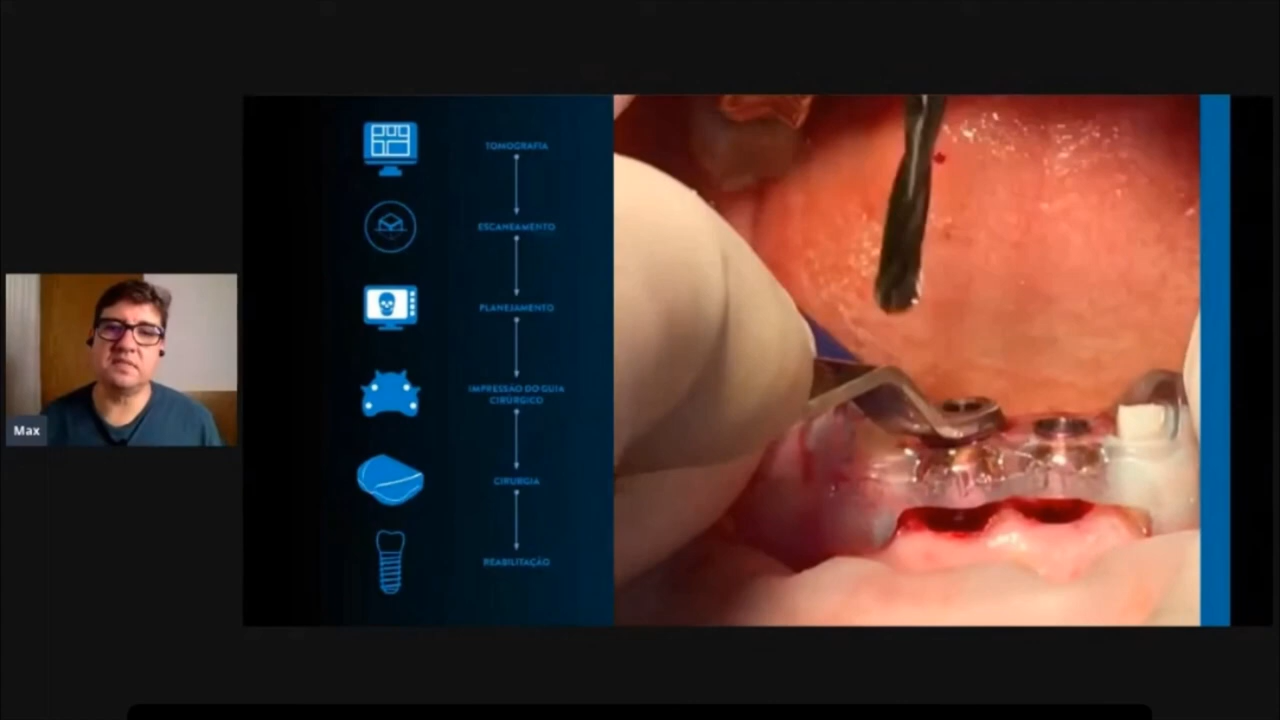 Max
TOMOGRAFIA
ESCANEAMENTO
PLANEJAMENTO
IMPRESSÃO DO GUIA
CIRÚRGICO
CIRURGIA
REABILITAÇÃO